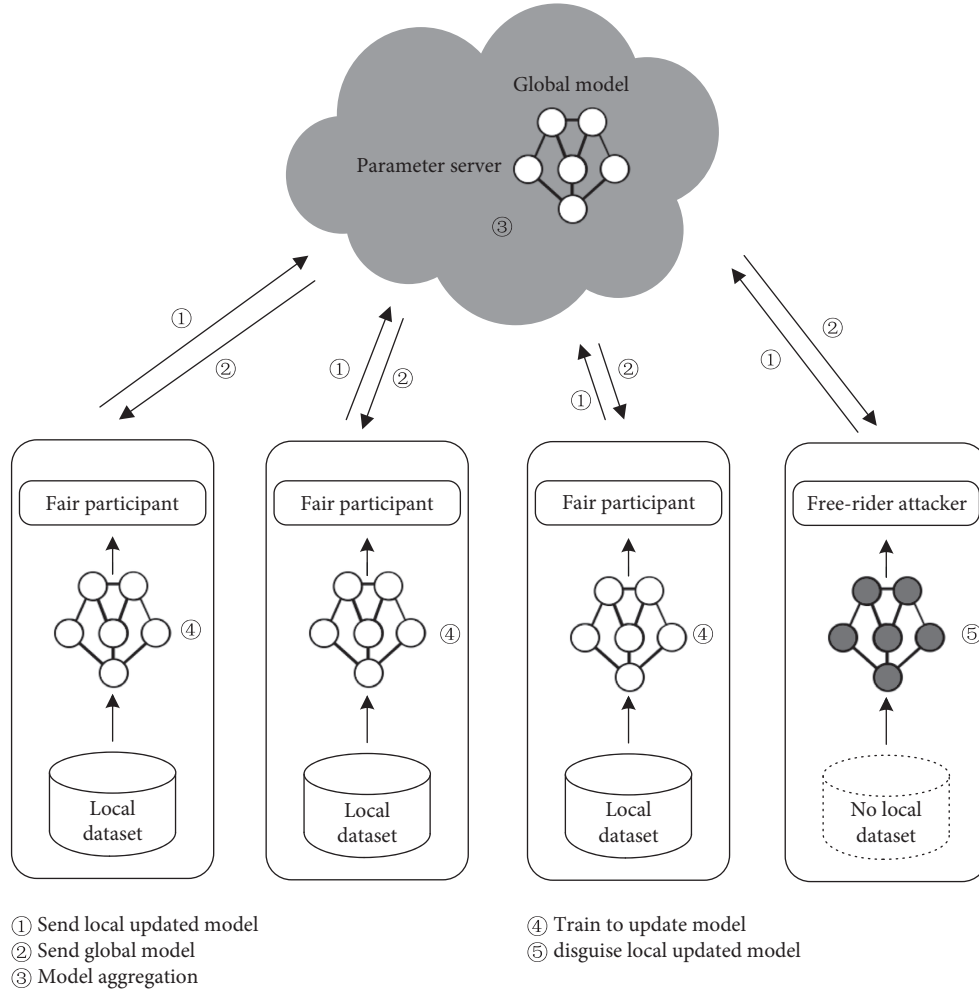 Global model
Parameter server
③
①
②
①
②
①
②
①
②
Fair participant
④
Local
dataset
Fair participant
④
Local
dataset
Fair participant
④
Local
dataset
Free-rider attacker
⑤
No local
dataset
① Send local updated model
② Send global model
③ Model aggregation
④ Train to update model
⑤ disguise local updated model